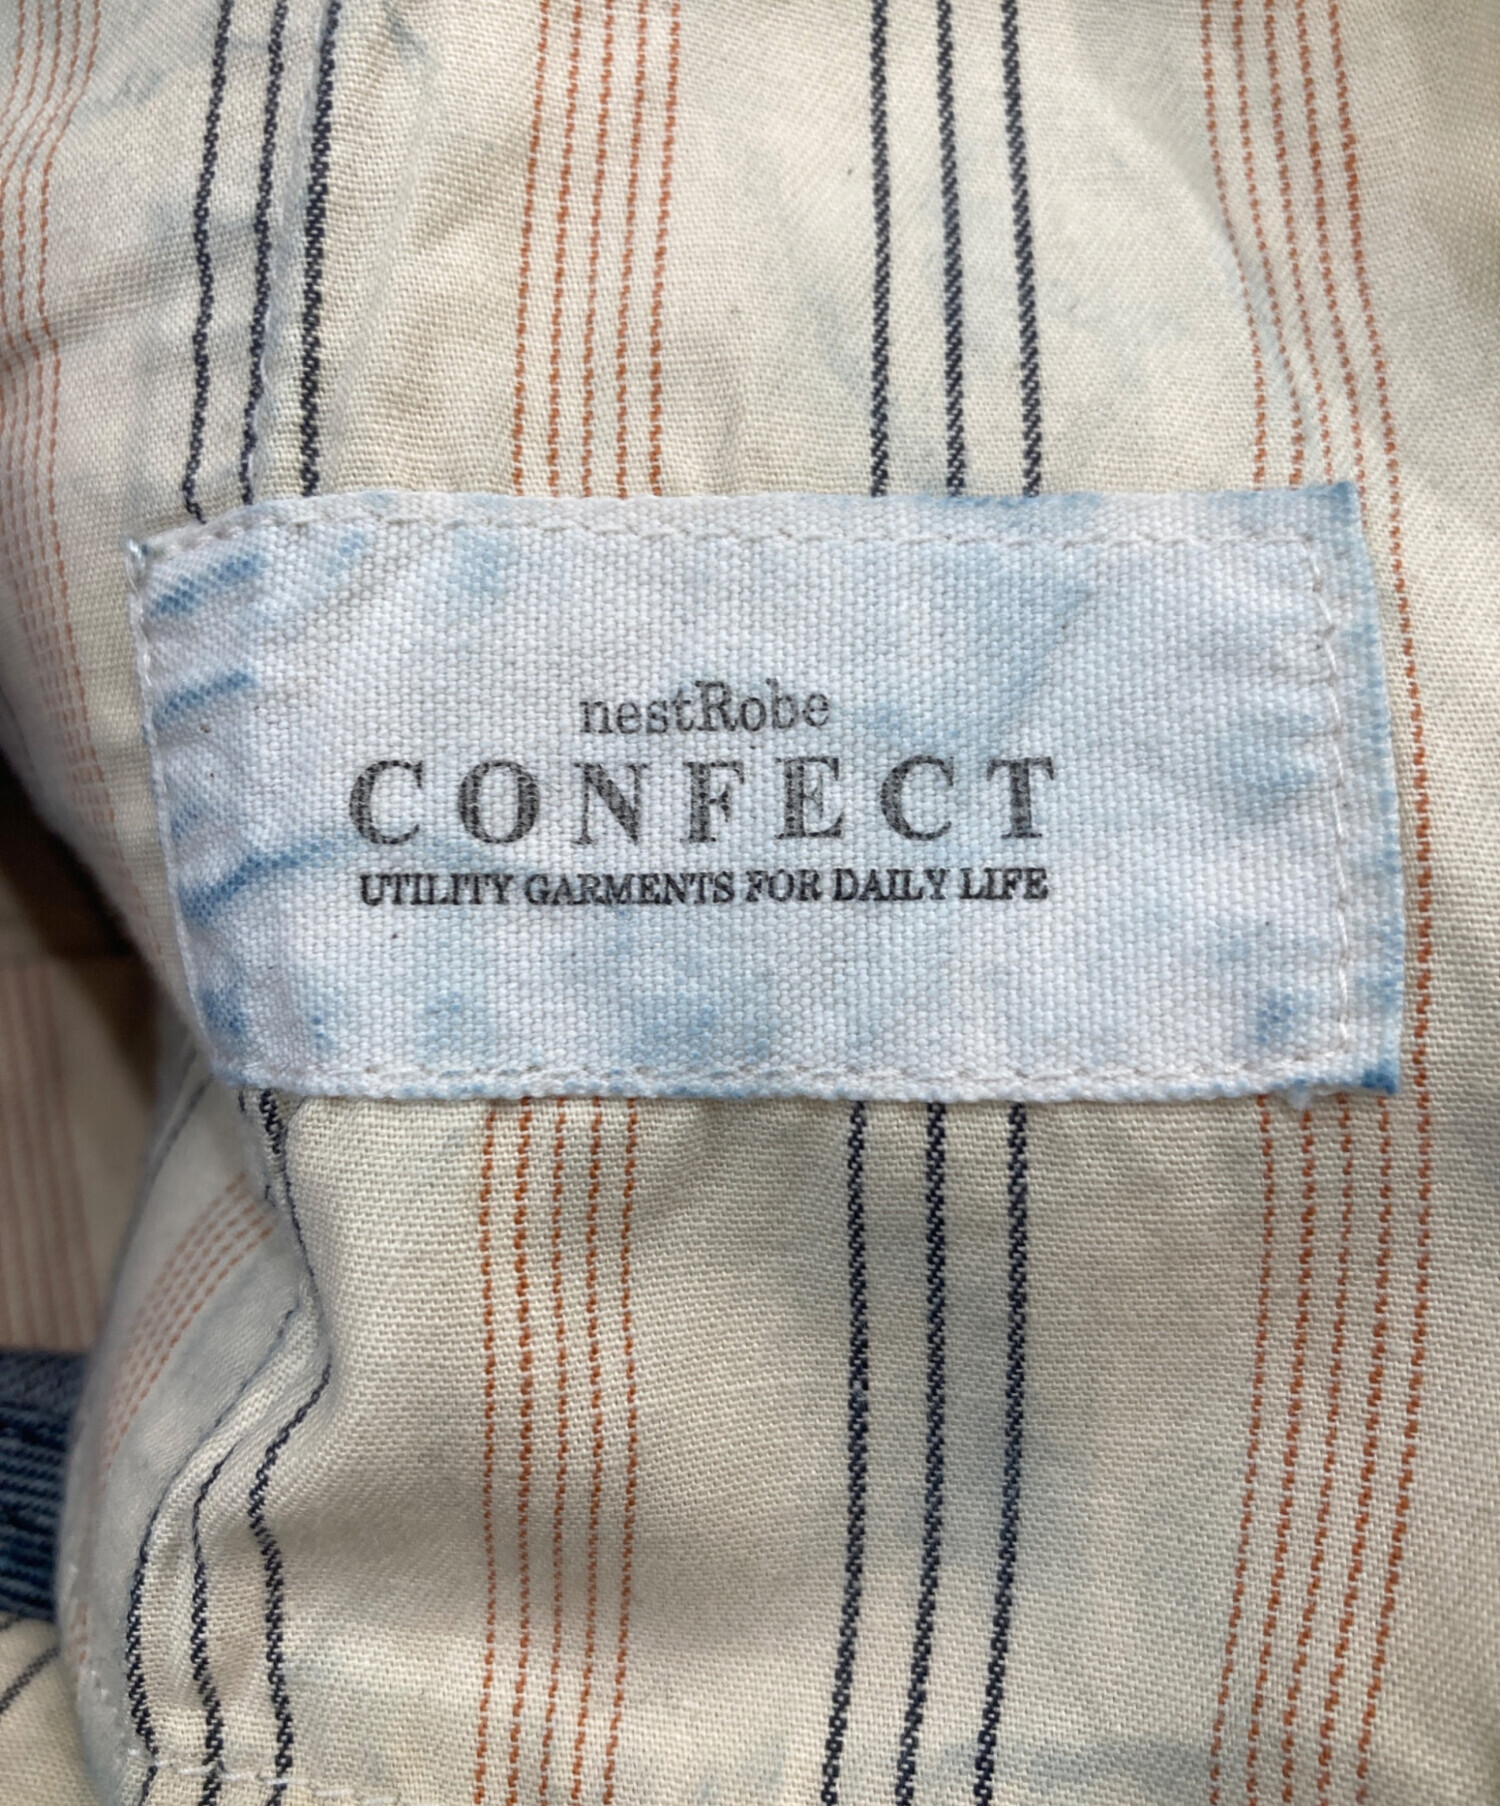 nestRobe
CONFECT
UTILITY GARMENTS FOR DAILY LIFE